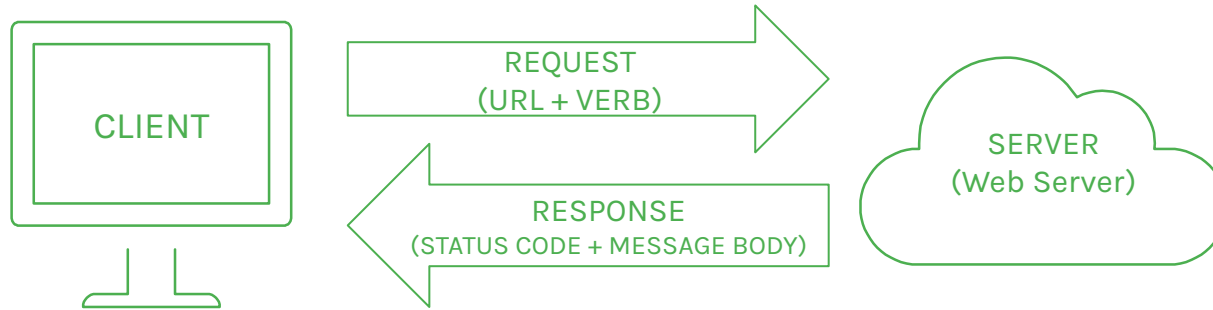 CLIENT
REQUEST
(URL + VERB)
RESPONSE
(STATUS CODE + MESSAGE BODY)
SERVER
(Web Server)